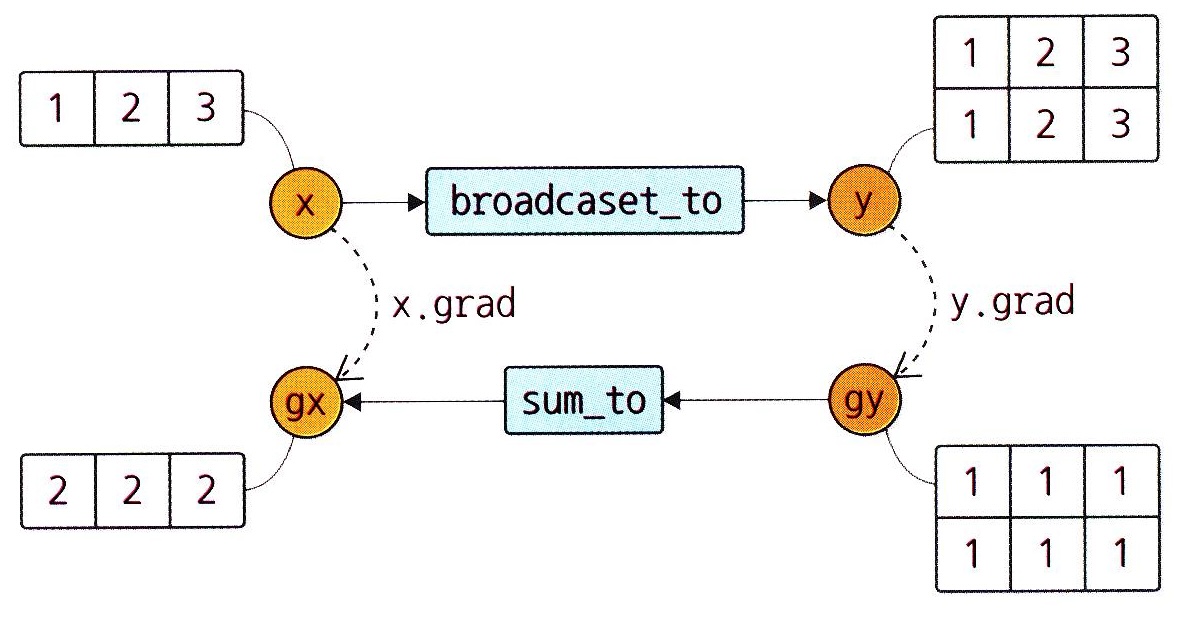 1 2 3
1 2 3
1 2 3
x
broadcaset_to
y
x.grad
y.grad
gx
sum_to
gy
2 2 2
1 1 1
1 1 1